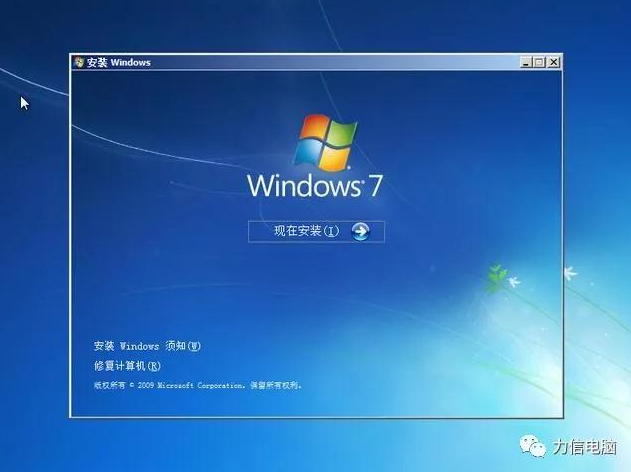 安装 Windows
Windows 7
现在安装(I)
安装 Windows 须知(W)
修复计算机(R)
版权所有 © 2009 Microsoft Corporation。保留所有权利。
力信电脑